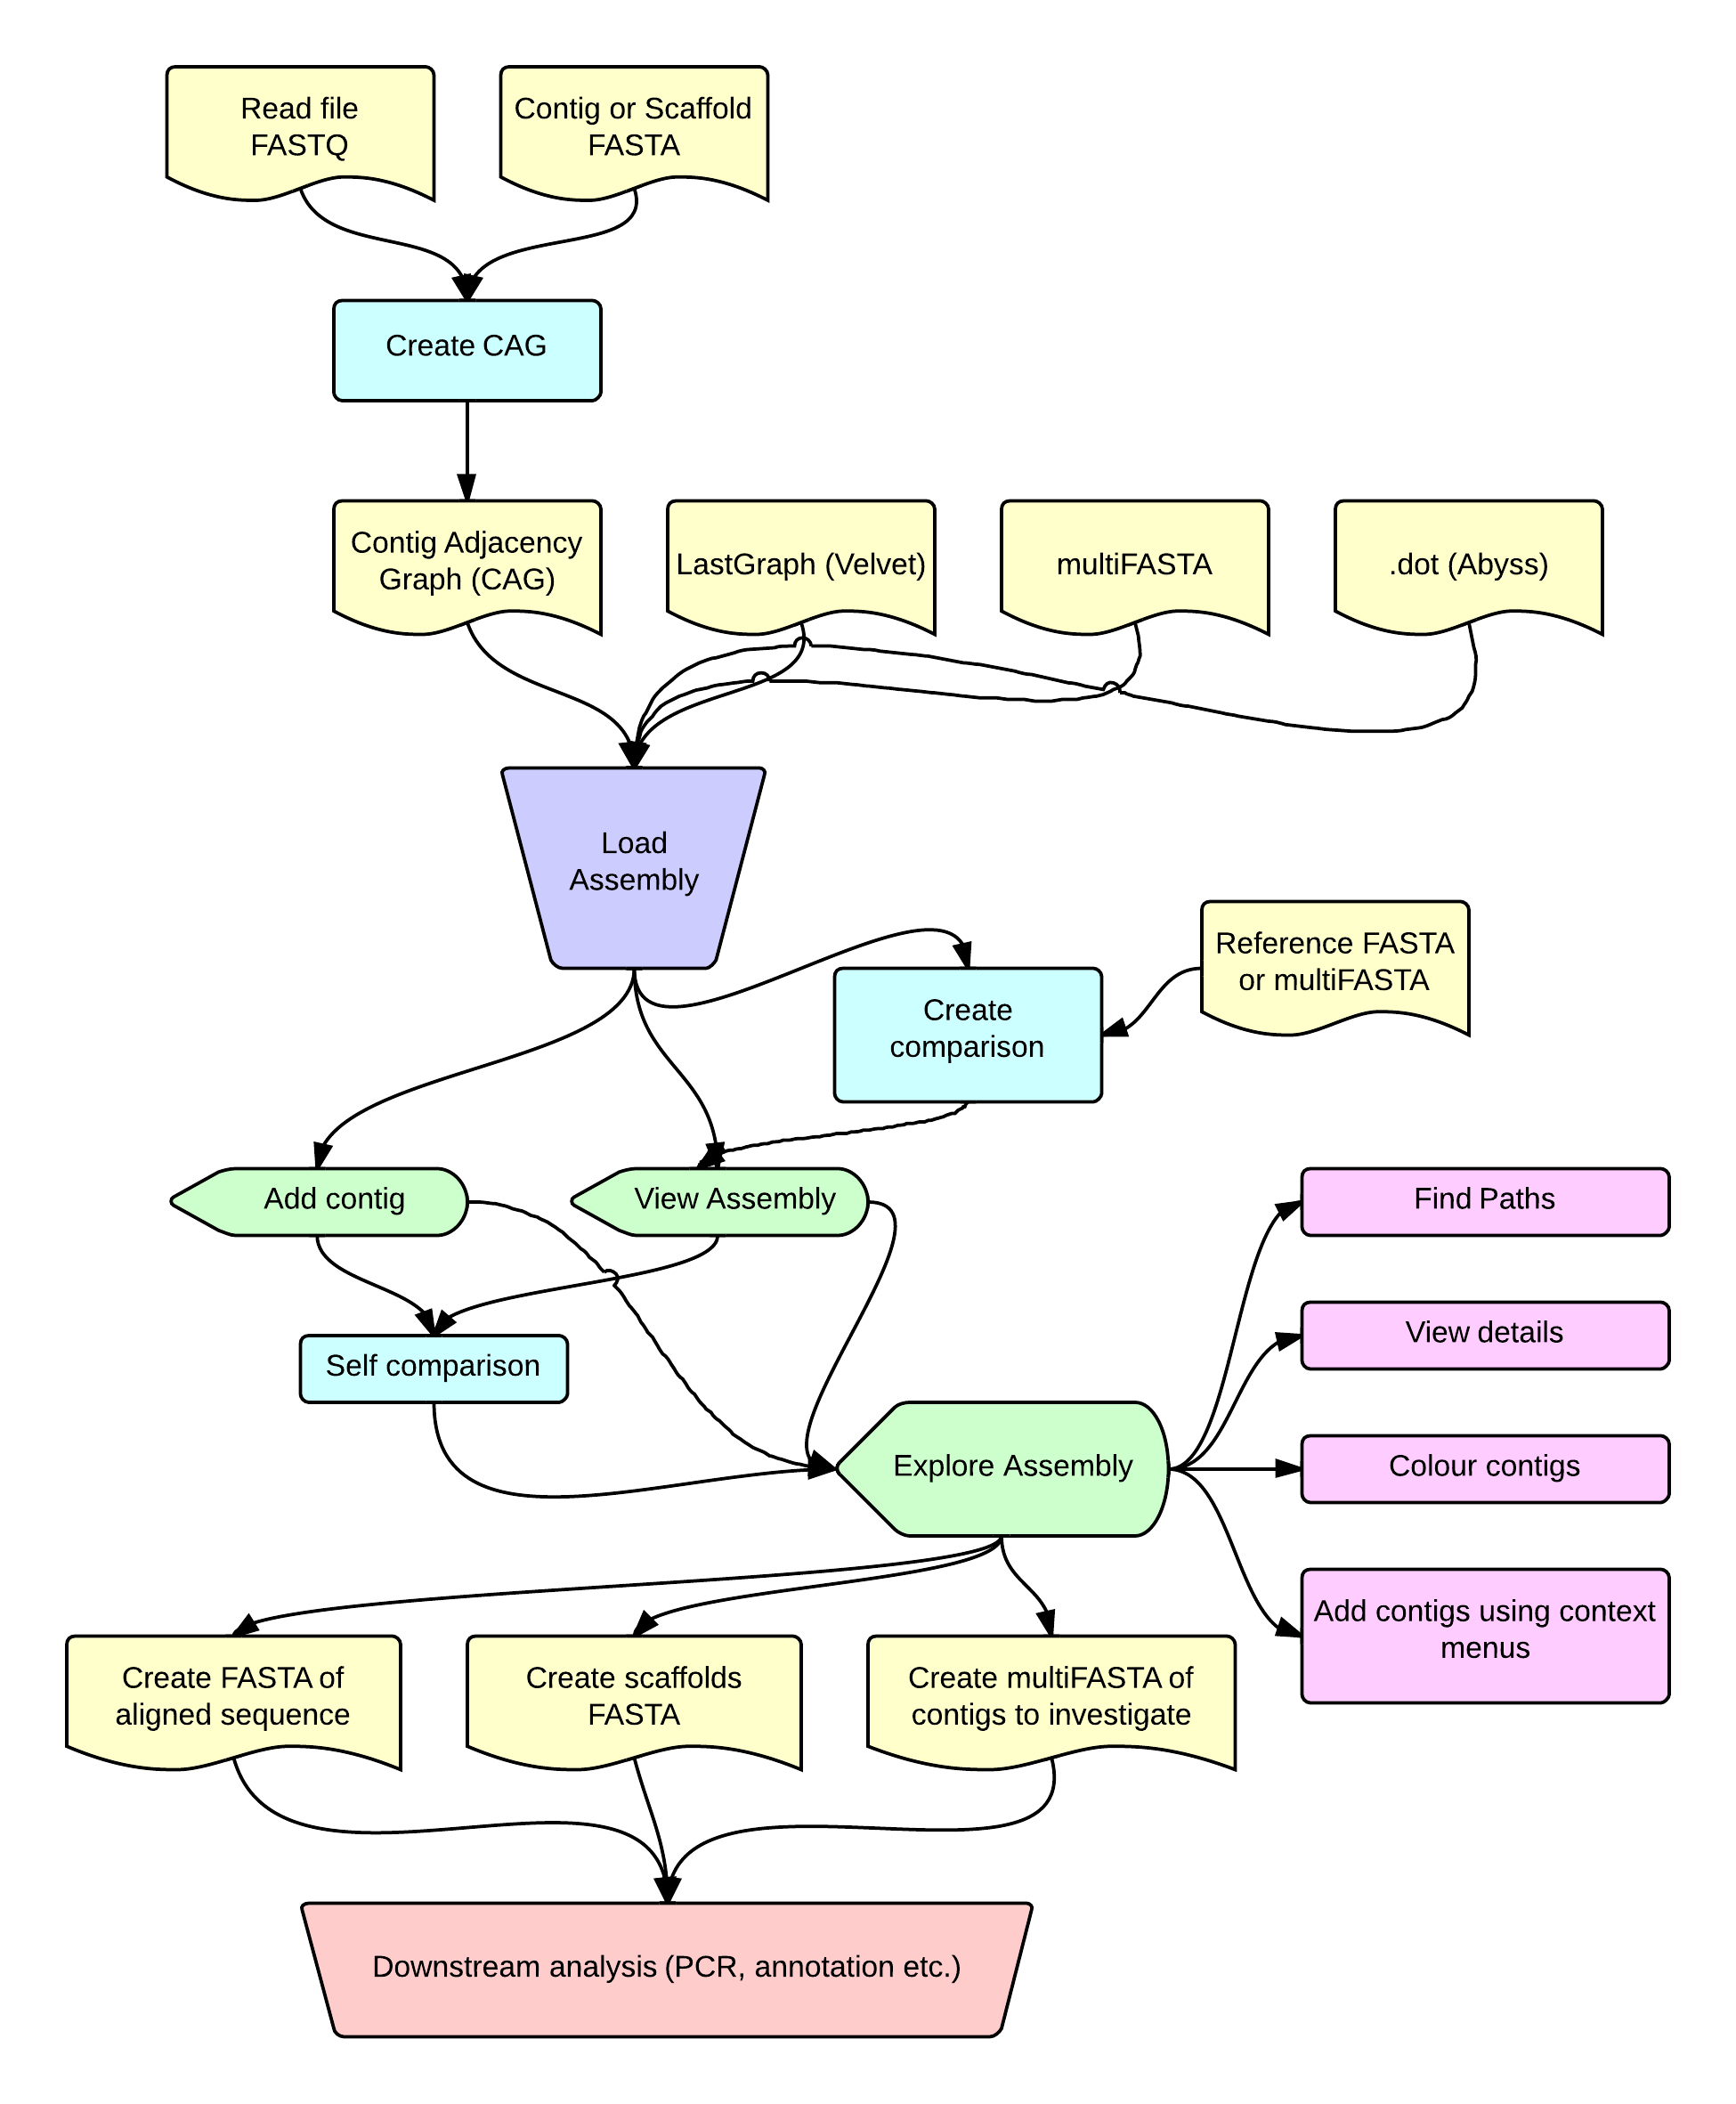 Read file
FASTQ
Contig or Scaffold
FASTA
Create CAG
Contig Adjacency
Graph (CAG)
LastGraph (Velvet)
multiFASTA
.dot (Abyss)
Load
Assembly
Reference FASTA
or multiFASTA
Create
comparison
Add contig
View Assembly
Find Paths
View details
Self comparison
Explore Assembly
Colour contigs
Add contigs using context
menus
Create FASTA of
aligned sequence
Create scaffolds
FASTA
Create multiFASTA of
contigs to investigate
Downstream analysis (PCR, annotation etc.)